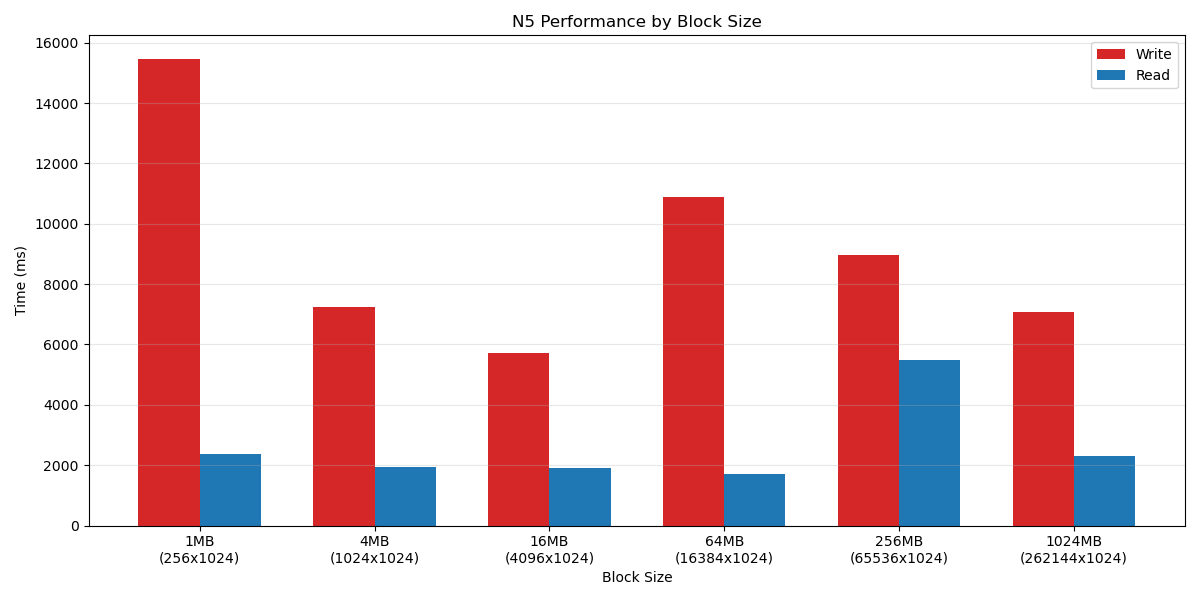 N5 Performance by Block Size
Write
Read
Time (ms)
16000
14000
12000
10000
8000
6000
4000
2000
0
1MB
(256x1024)
4MB
(1024x1024)
16MB
(4096x1024)
64MB
(16384x1024)
256MB
(65536x1024)
1024MB
(262144x1024)
Block Size